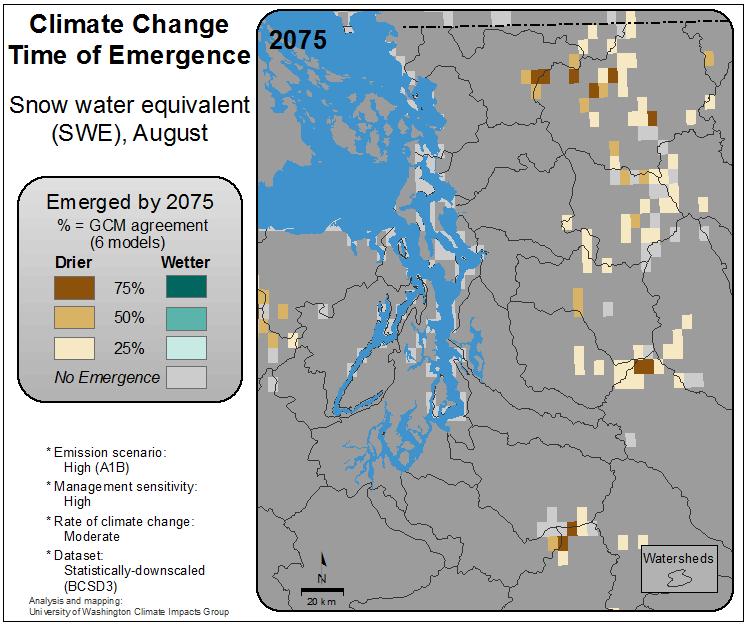 Climate Change
Time of Emergence
Snow water equivalent
(SWE), August
Emerged by 2075
% = GCM agreement
(6 models)
Drier Wetter
75%
50%
25%
No Emergence
* Emission scenario:
High (A1B)
* Management sensitivity:
High
* Rate of climate change:
Moderate
* Dataset:
Statistically-downscaled
(BCSD3)
Analysis and mapping:
University of Washington Climate Impacts Group
2075
N
20 km
Watersheds